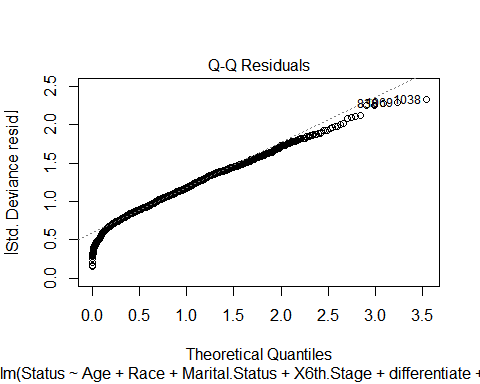 Q-Q Residuals
|Std. Deviance resid.|
2.5
2.0
1.5
1.0
0.5
0.0
1038
0.0 0.5 1.0 1.5 2.0 2.5 3.0 3.5
Theoretical Quantiles
lm(Status ~ Age + Race + Marital.Status + X6th.Stage + differentiate +